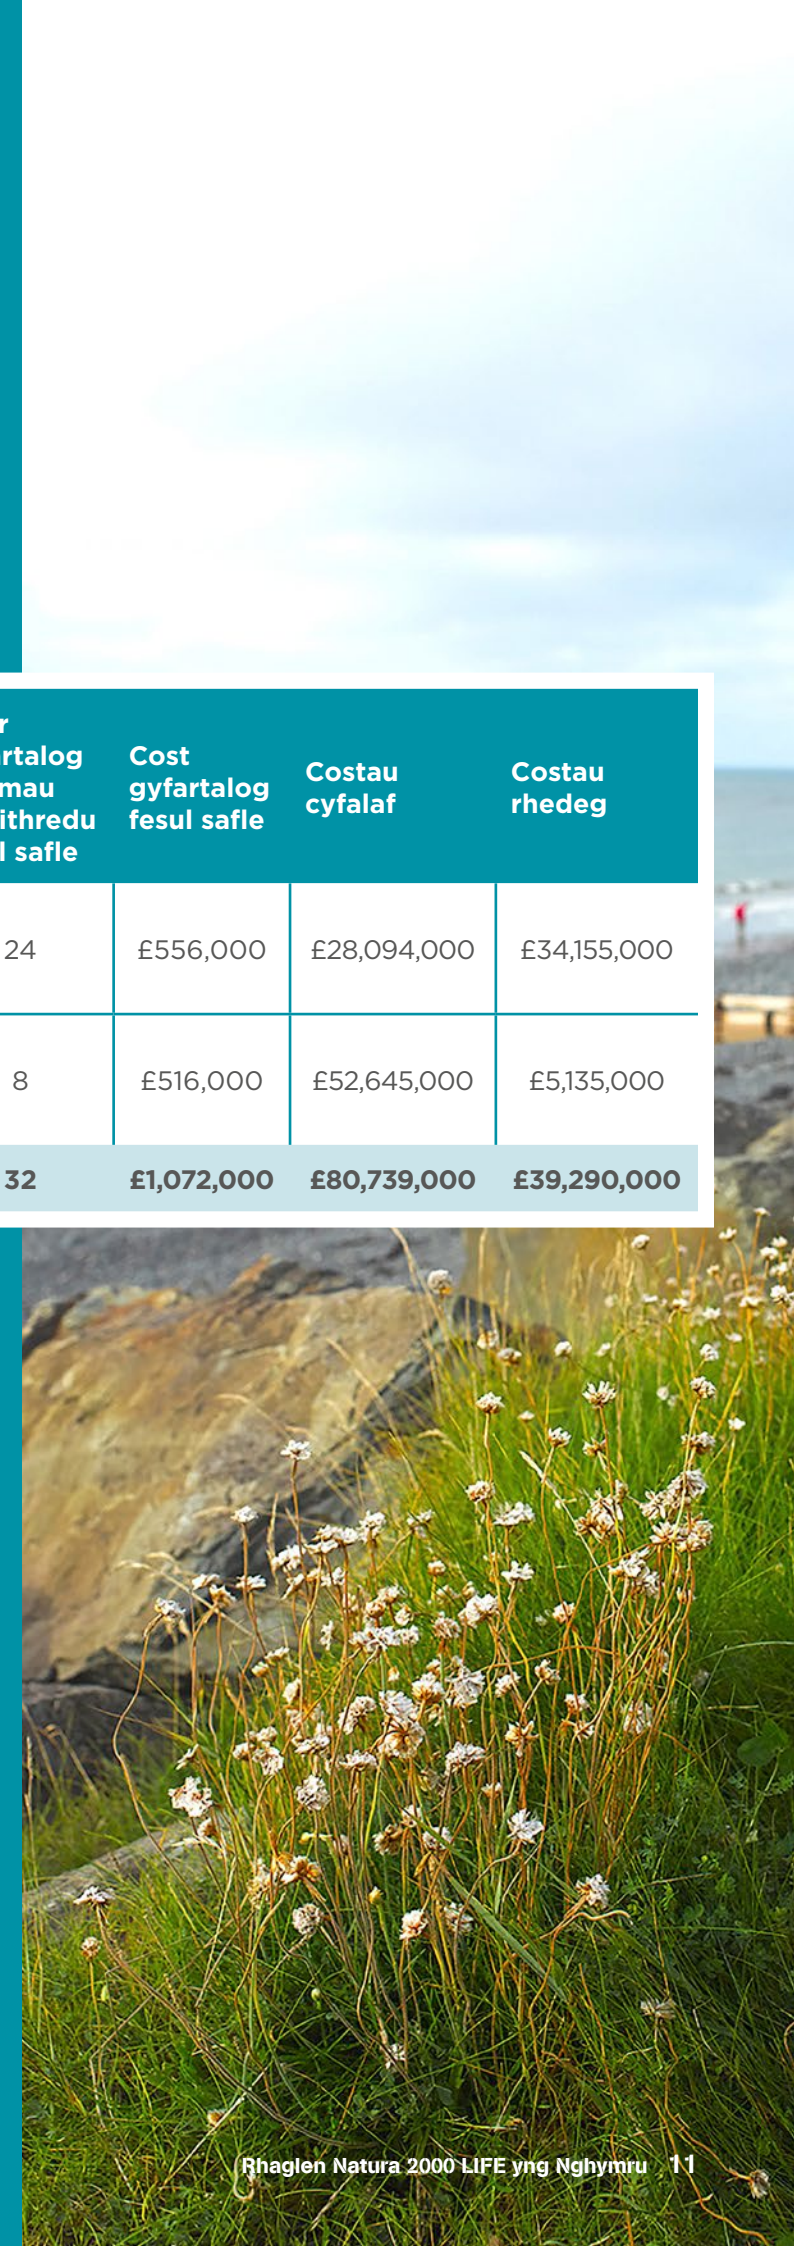 r
rtalog
mau
ithredu
l safle
Cost
gyfartalog
fesul safle
Costau
cyfalaf
Costau
rhedeg
24 £556,000 £28,094,000 £34,155,000
8 £516,000 £52,645,000 £5,135,000
32 £1,072,000 £80,739,000 £39,290,000
Rhaglen Natura 2000 LIFE yng Nghymru 11